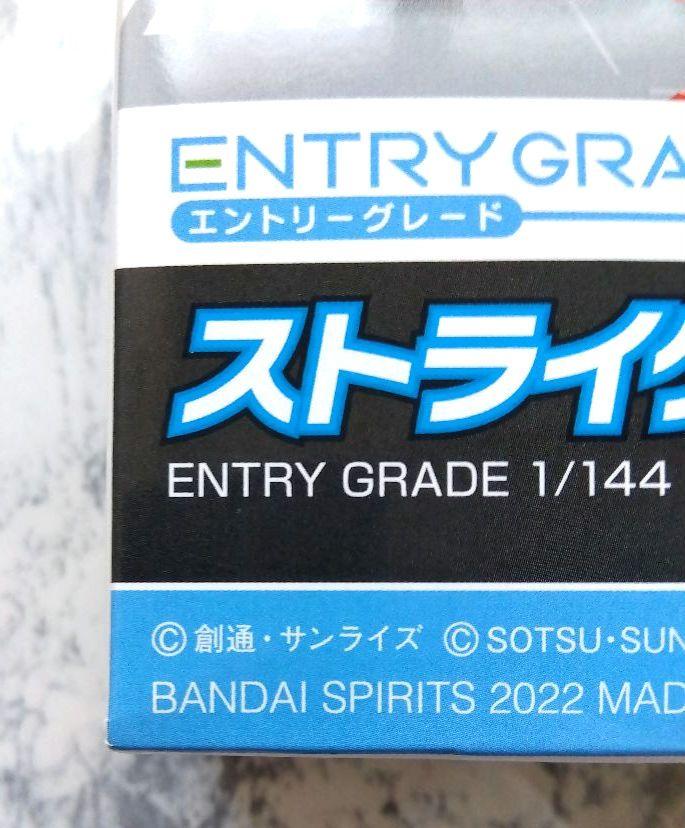 ENTRY GRA
エントリーグレード
ストライ
ENTRY GRADE 1/144
© 創通・サンライズ © SOTSU・SUN
BANDAI SPIRITS 2022 MAD